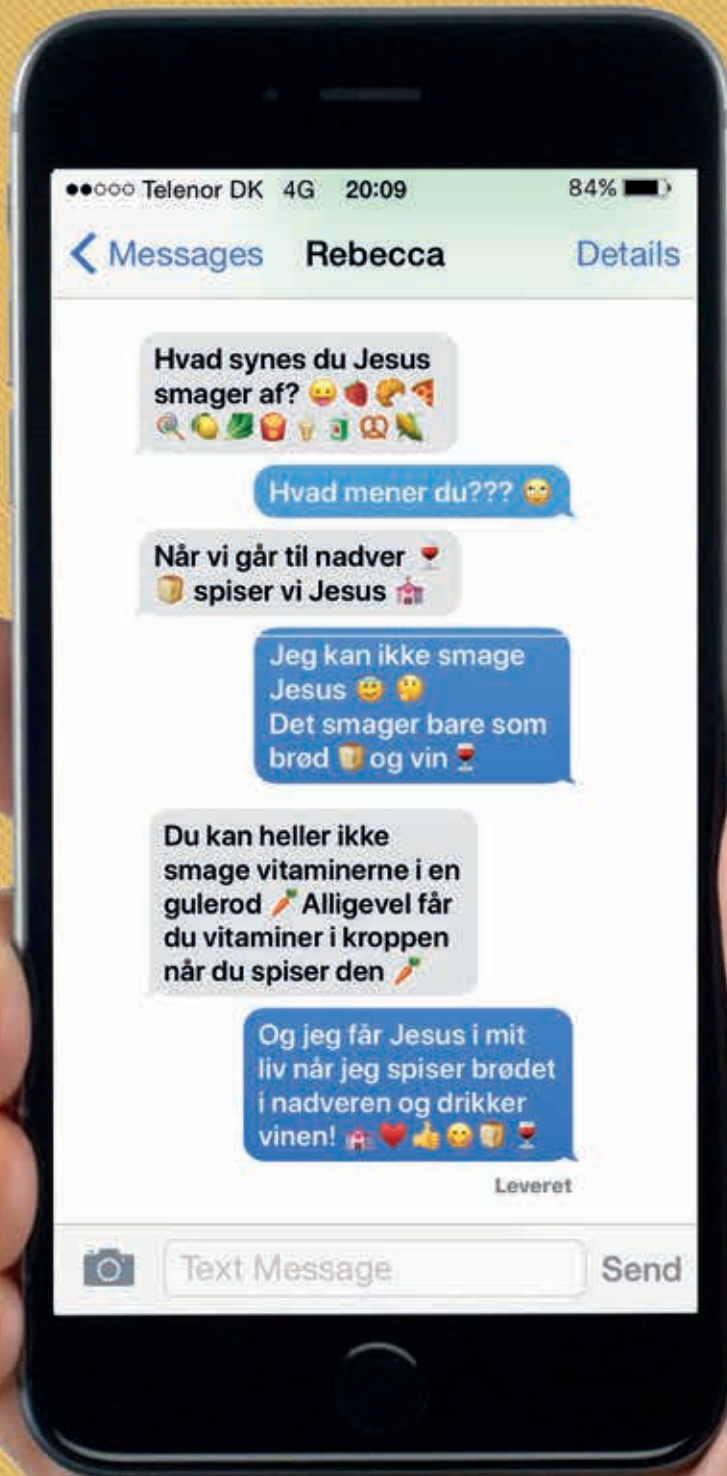 ●●○○○ Telenor DK 4G 20:09 84%
Messages Rebecca Details
Hvad synes du Jesus
smager af? 😛🍓🥐🍕
🍭🍋🥬🍟🍦🥫🥨🌽
Hvad mener du??? 🙄
Når vi går til nadver 🍷
🍞 spiser vi Jesus 💒
Jeg kan ikke smage
Jesus 😇 🤔
Det smager bare som
brød 🍞 og vin 🍷
Du kan heller ikke
smage vitaminerne i en
gulerod 🥕 Alligevel får
du vitaminer i kroppen
når du spiser den 🥕
Og jeg får Jesus i mit
liv når jeg spiser brødet
i nadveren og drikker
vinen! 💒❤️👍😋🍞🍷
Leveret
Text Message Send